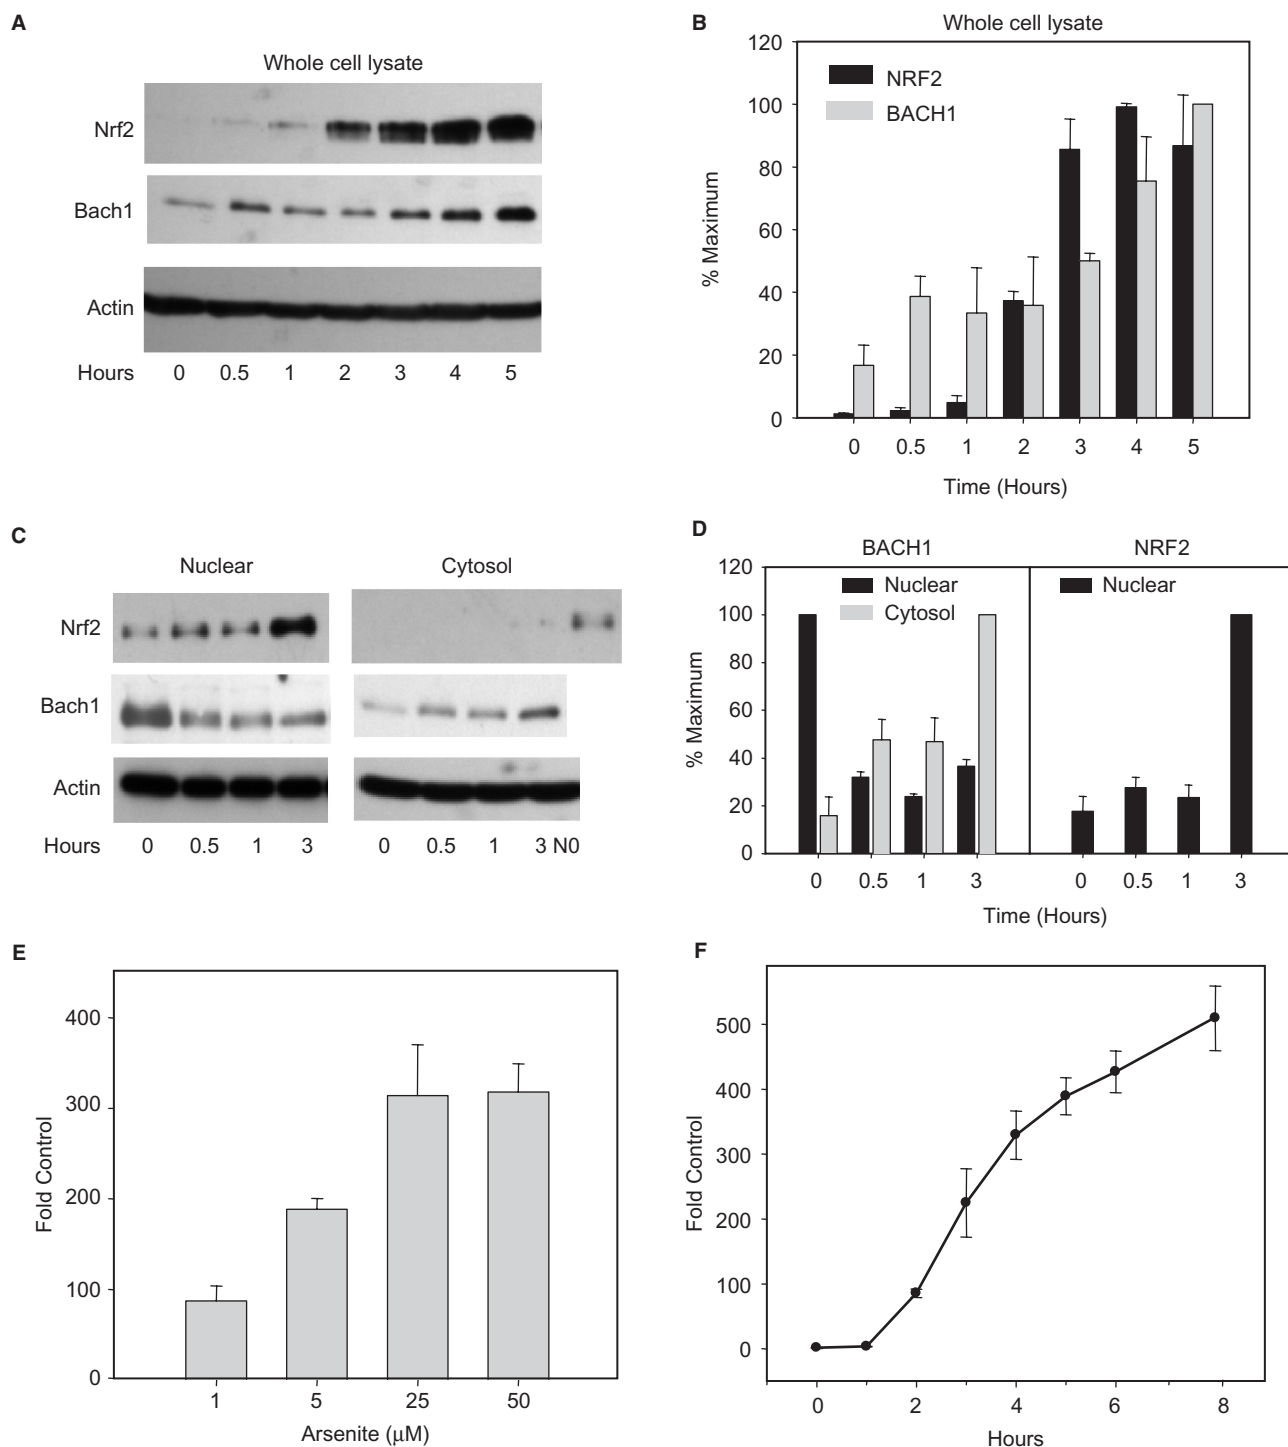 A
Whole cell lysate
Nrf2
Bach1
Actin
Hours 0 0.5 1 2 3 4 5
B
Whole cell lysate
% Maximum
120
100
80
60
40
20
0
NRF2
BACH1
0 0.5 1 2 3 4 5
Time (Hours)
C
Nuclear Cytosol
Nrf2
Bach1
Actin
Hours 0 0.5 1 3 0 0.5 1 3 N0
D
BACH1 NRF2
% Maximum
120
100
80
60
40
20
0
Nuclear
Cytosol
Nuclear
0 0.5 1 3 0 0.5 1 3
Time (Hours)
E
Fold Control
400
300
200
100
0
1 5 25 50
Arsenite (μM)
F
Fold Control
500
400
300
200
100
0
0 2 4 6 8
Hours